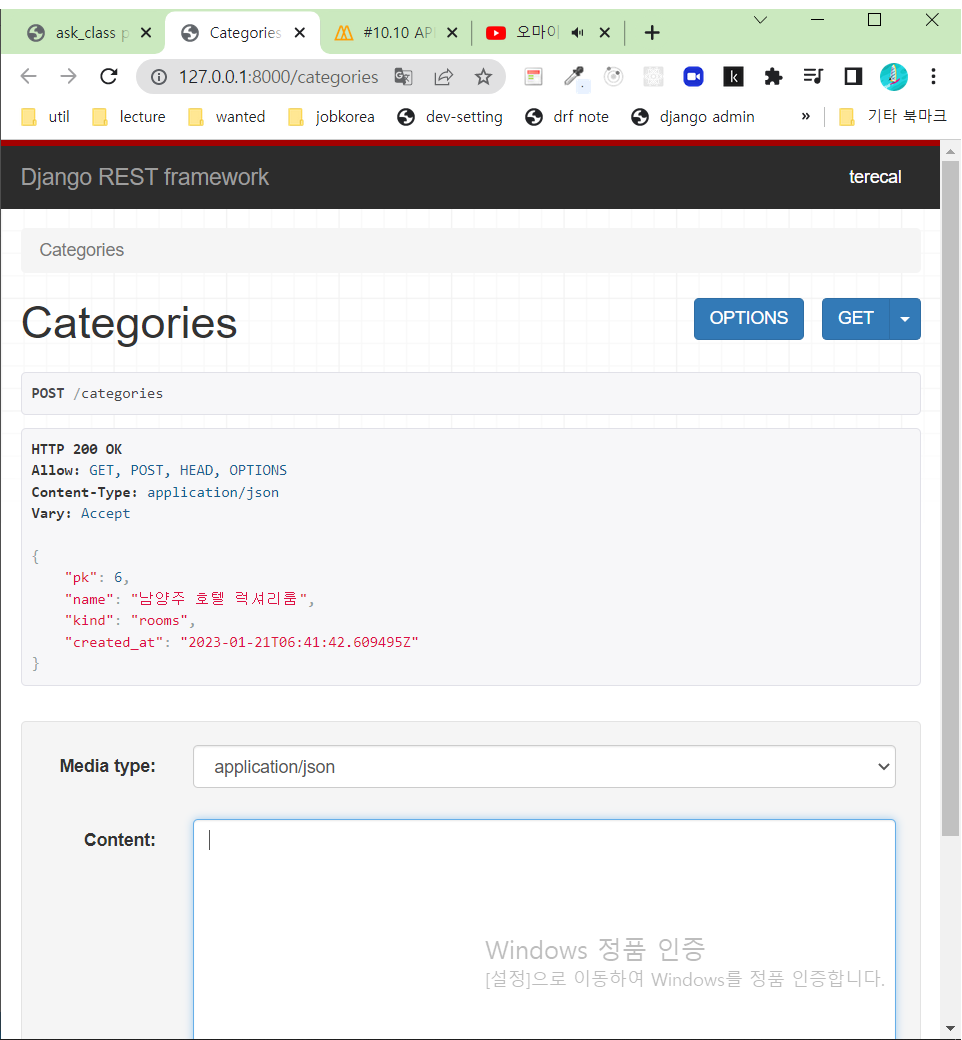 ask_class p
Categories
#10.10 AP
오마이
127.0.0.1:8000/categories
util
lecture
wanted
jobkorea
dev-setting
drf note
django admin
»
기타 북마크
Django REST framework
terecal
Categories
Categories
OPTIONS
GET
POST /categories
HTTP 200 OK
Allow: GET, POST, HEAD, OPTIONS
Content-Type: application/json
Vary: Accept
{
"pk": 6,
"name": "남양주 호텔 럭셔리룸",
"kind": "rooms",
"created_at": "2023-01-21T06:41:42.609495Z"
}
Media type:
application/json
Content:
Windows 정품 인증
[설정]으로 이동하여 Windows를 정품 인증합니다.